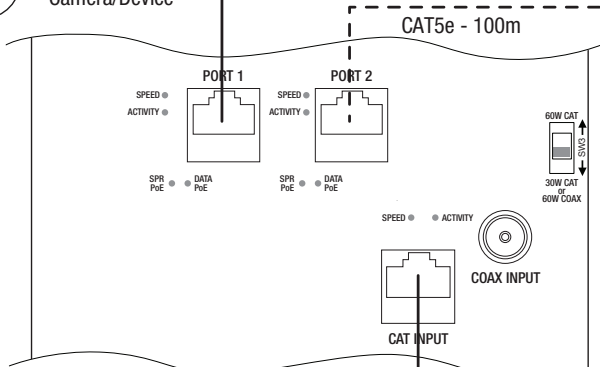 Camera/Device
CAT5e - 100m
PORT 1
PORT 2
SPEED
ACTIVITY
SPEED
ACTIVITY
SPR PoE
DATA PoE
SPR PoE
DATA PoE
60W CAT
SW3
30W CAT
or
60W COAX
SPEED
ACTIVITY
COAX INPUT
CAT INPUT